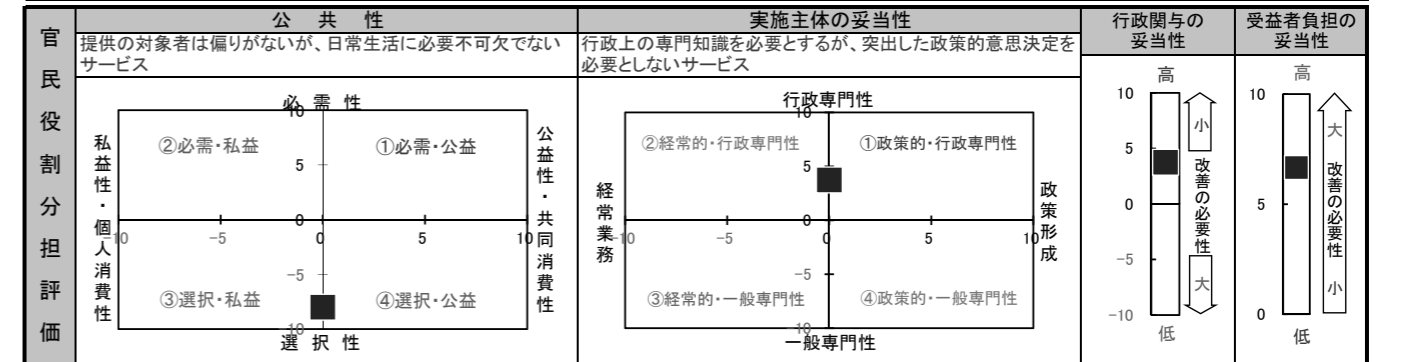 官民役割分担評価
公 共 性
提供の対象者は偏りがないが、日常生活に必要不可欠でない
サービス
必 需 性
10
②必需・私益
①必需・公益
5
私益性・個人消費性
公益性・共同消費性
0
-10
-5
0
5
10
-5
③選択・私益
④選択・公益
-10
選 択 性
実施主体の妥当性
行政上の専門知識を必要とするが、突出した政策的意思決定を
必要としないサービス
行政専門性
10
②経常的・行政専門性
①政策的・行政専門性
5
経常業務
政策形成
0
-10
-5
0
5
10
-5
③経常的・一般専門性
④政策的・一般専門性
-10
一般専門性
行政関与の
妥当性
高
10
5
0
-5
-10
低
小
改善の必要性
大
受益者負担の
妥当性
高
10
5
0
低
大
改善の必要性
小